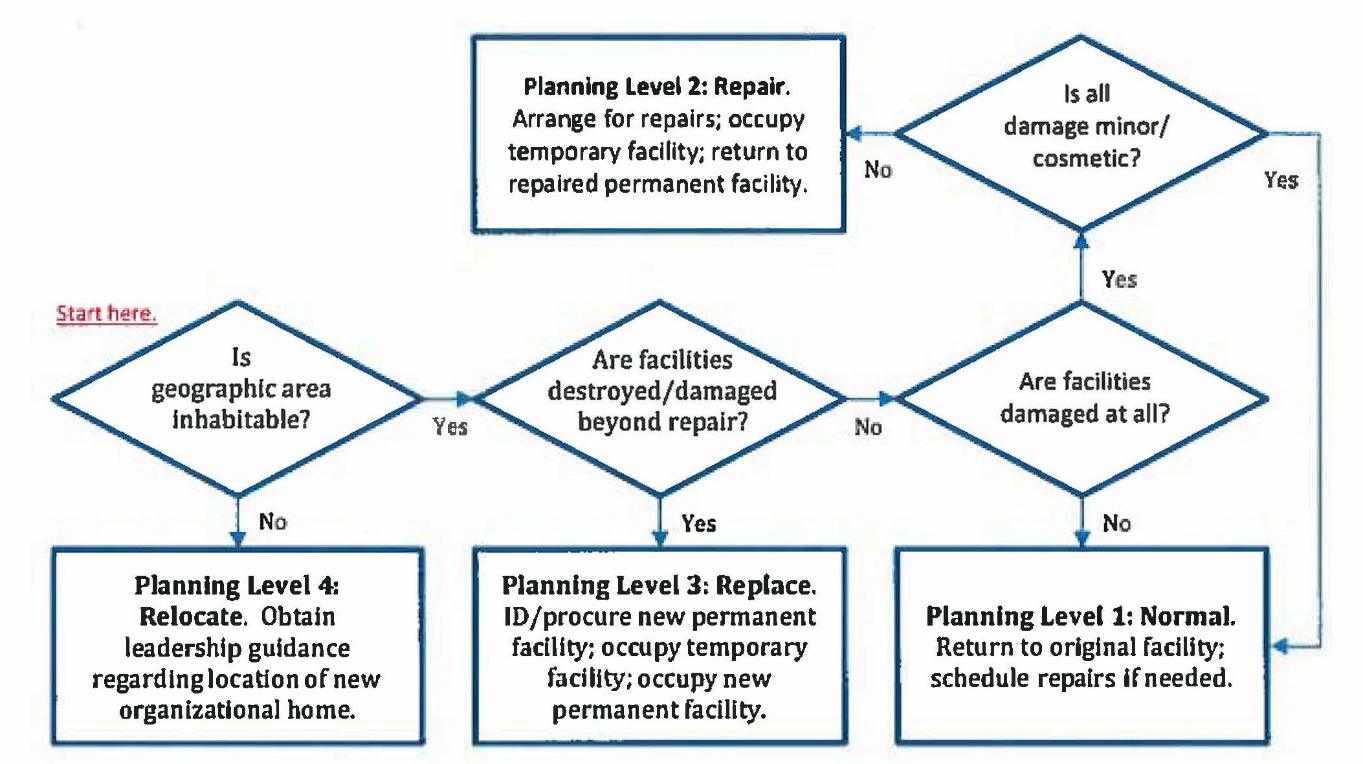 Planning Level 2: Repair.
Arrange for repairs; occupy
temporary facility; return to
repaired permanent facility.
Is all
damage minor/
cosmetic?
No
Yes
Yes
Start here.
Is
geographic area
inhabitable?
Yes
Are facilities
destroyed/damaged
beyond repair?
No
Are facilities
damaged at all?
No
Yes
No
Planning Level 4:
Relocate. Obtain
leadership guidance
regarding location of new
organizational home.
Planning Level 3: Replace.
ID/procure new permanent
facility; occupy temporary
facility; occupy new
permanent facility.
Planning Level 1: Normal.
Return to original facility;
schedule repairs if needed.